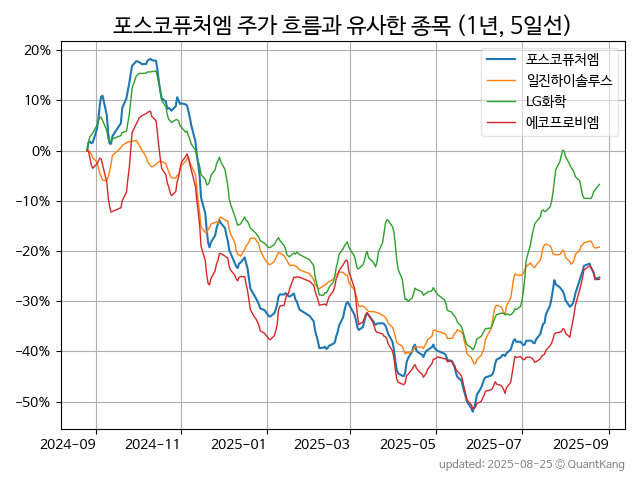 포스코퓨처엠 주가 흐름과 유사한 종목 (1년, 5일선)
포스코퓨처엠
일진하이솔루스
LG화학
에코프로비엠
20%
10%
0%
−10%
−20%
−30%
−40%
−50%
2024-09 2024-11 2025-01 2025-03 2025-05 2025-07 2025-09
updated: 2025-08-25 © QuantKang